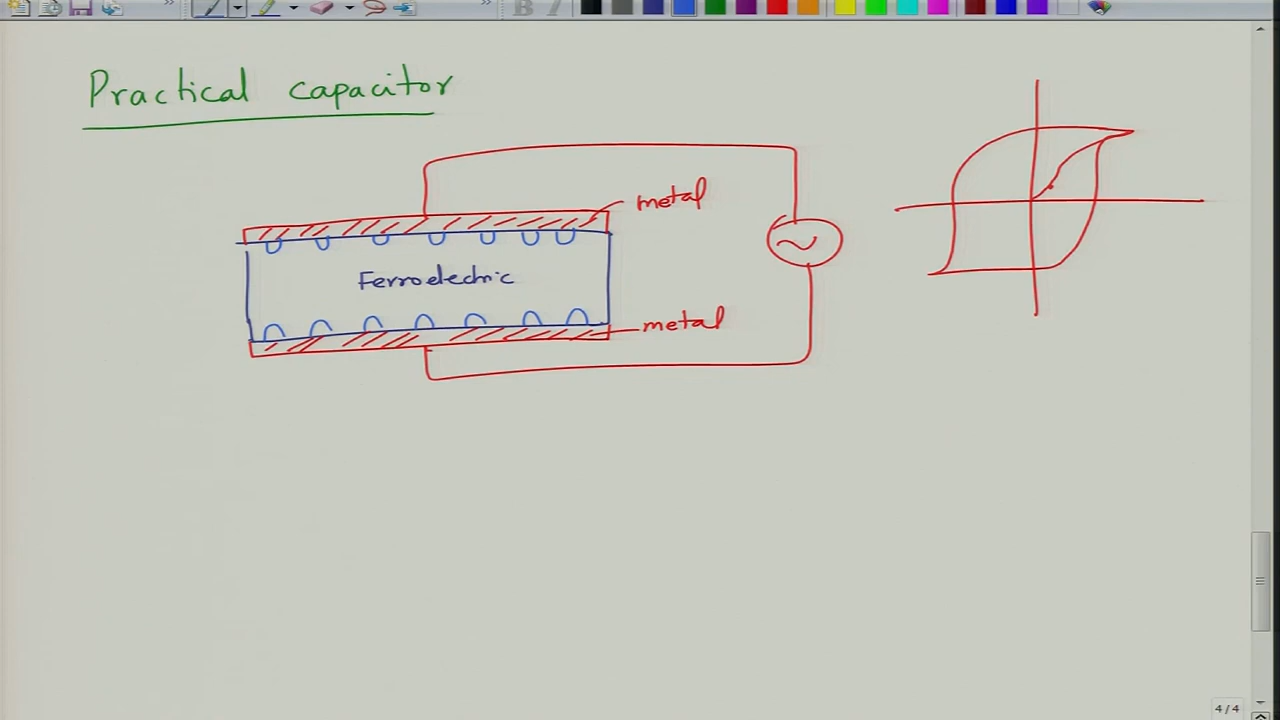 Practical capacitor
metal
Ferroelectric
metal
4/4